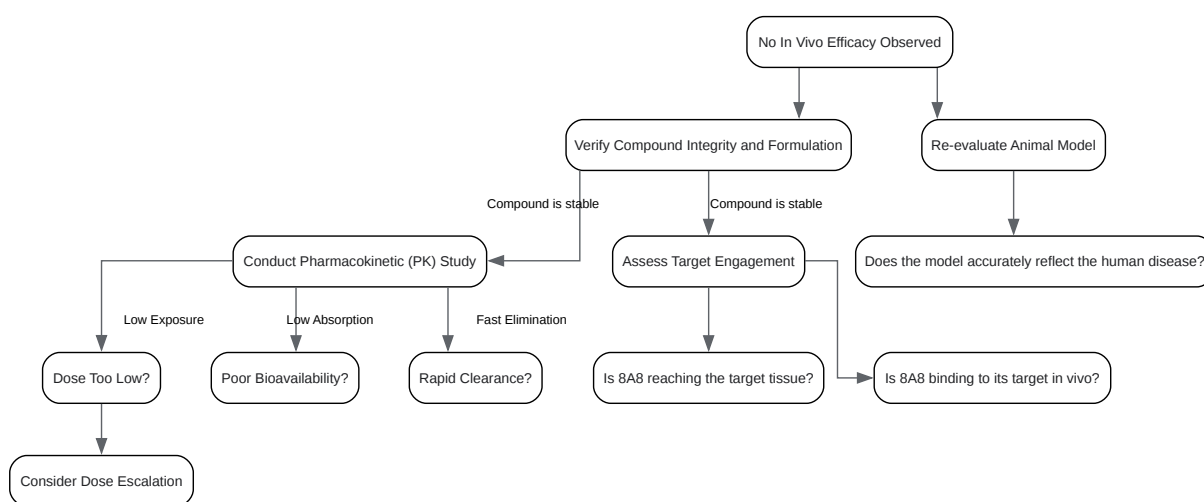 No In Vivo Efficacy Observed
Verify Compound Integrity and Formulation
Re-evaluate Animal Model
Compound is stable
Compound is stable
Conduct Pharmacokinetic (PK) Study
Assess Target Engagement
Does the model accurately reflect the human disease?
Low Exposure
Low Absorption
Fast Elimination
Dose Too Low?
Poor Bioavailability?
Rapid Clearance?
Is 8A8 reaching the target tissue?
Is 8A8 binding to its target in vivo?
Consider Dose Escalation